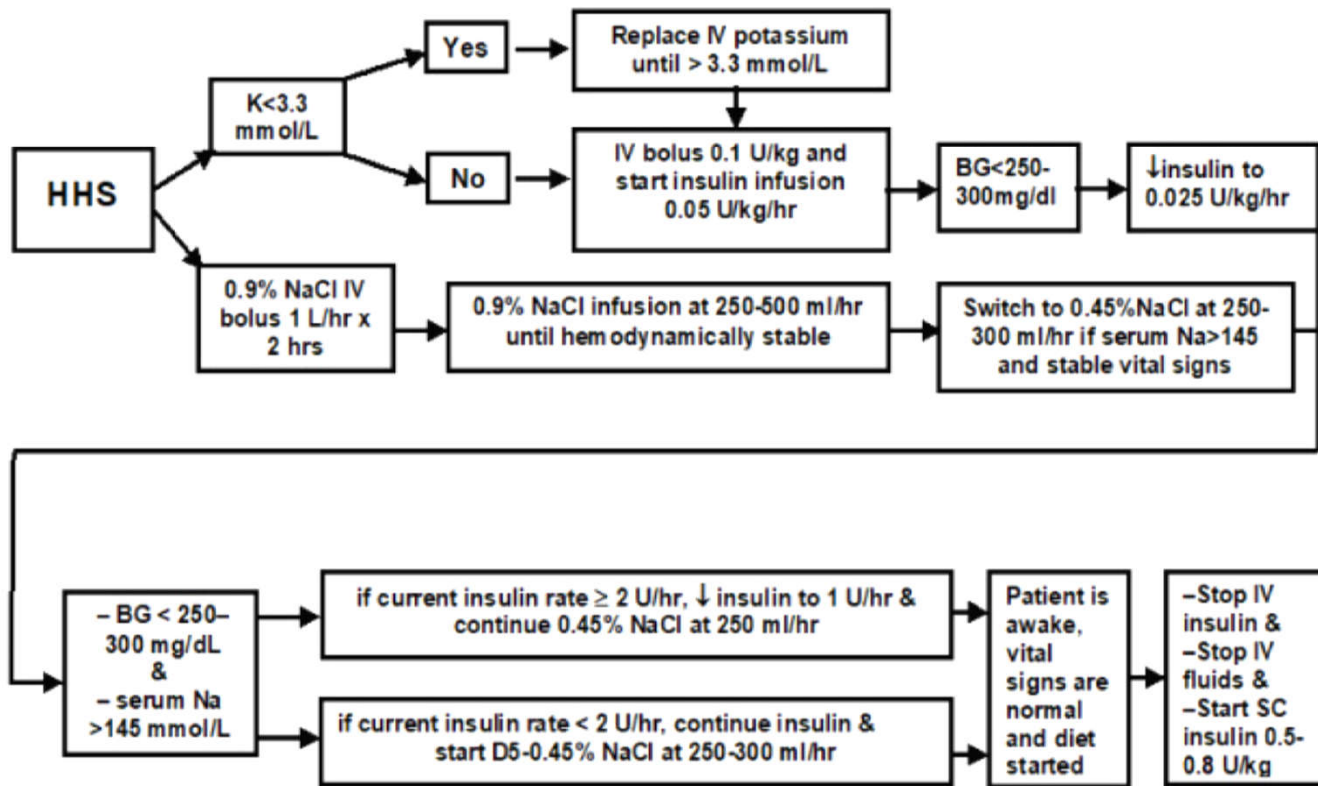 HHS
K<3.3
mmol/L
Yes
Replace IV potassium
until > 3.3 mmol/L
No
IV bolus 0.1 U/kg and
start insulin infusion
0.05 U/kg/hr
BG<250-
300mg/dl
↓insulin to
0.025 U/kg/hr
0.9% NaCl IV
bolus 1 L/hr x
2 hrs
0.9% NaCl infusion at 250-500 ml/hr
until hemodynamically stable
Switch to 0.45%NaCl at 250-
300 ml/hr if serum Na>145
and stable vital signs
– BG < 250–
300 mg/dL
&
– serum Na
>145 mmol/L
if current insulin rate ≥ 2 U/hr, ↓ insulin to 1 U/hr &
continue 0.45% NaCl at 250 ml/hr
if current insulin rate < 2 U/hr, continue insulin &
start D5-0.45% NaCl at 250-300 ml/hr
Patient is
awake,
vital
signs are
normal
and diet
started
–Stop IV
insulin &
–Stop IV
fluids &
–Start SC
insulin 0.5-
0.8 U/kg